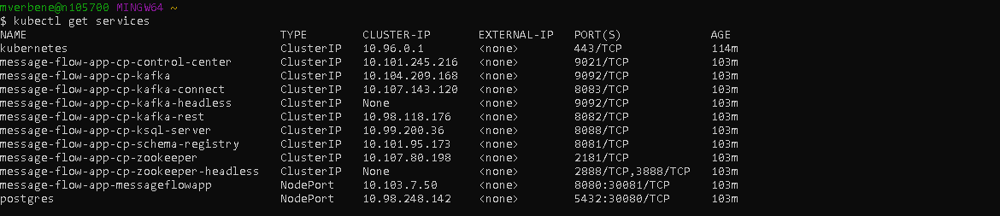 mverbene@n105700 MINGW64 ~
$ kubectl get services
NAME TYPE CLUSTER-IP EXTERNAL-IP PORT(S) AGE
kubernetes ClusterIP 10.96.0.1 <none> 443/TCP 114m
message-flow-app-cp-control-center ClusterIP 10.101.245.216 <none> 9021/TCP 103m
message-flow-app-cp-kafka ClusterIP 10.104.209.168 <none> 9092/TCP 103m
message-flow-app-cp-kafka-connect ClusterIP 10.107.143.120 <none> 8083/TCP 103m
message-flow-app-cp-kafka-headless ClusterIP None <none> 9092/TCP 103m
message-flow-app-cp-kafka-rest ClusterIP 10.98.118.176 <none> 8082/TCP 103m
message-flow-app-cp-ksql-server ClusterIP 10.99.200.36 <none> 8088/TCP 103m
message-flow-app-cp-schema-registry ClusterIP 10.101.95.173 <none> 8081/TCP 103m
message-flow-app-cp-zookeeper ClusterIP 10.107.80.198 <none> 2181/TCP 103m
message-flow-app-cp-zookeeper-headless ClusterIP None <none> 2888/TCP,3888/TCP 103m
message-flow-app-messageflowapp NodePort 10.103.7.50 <none> 8080:30081/TCP 103m
postgres NodePort 10.98.248.142 <none> 5432:30080/TCP 103m